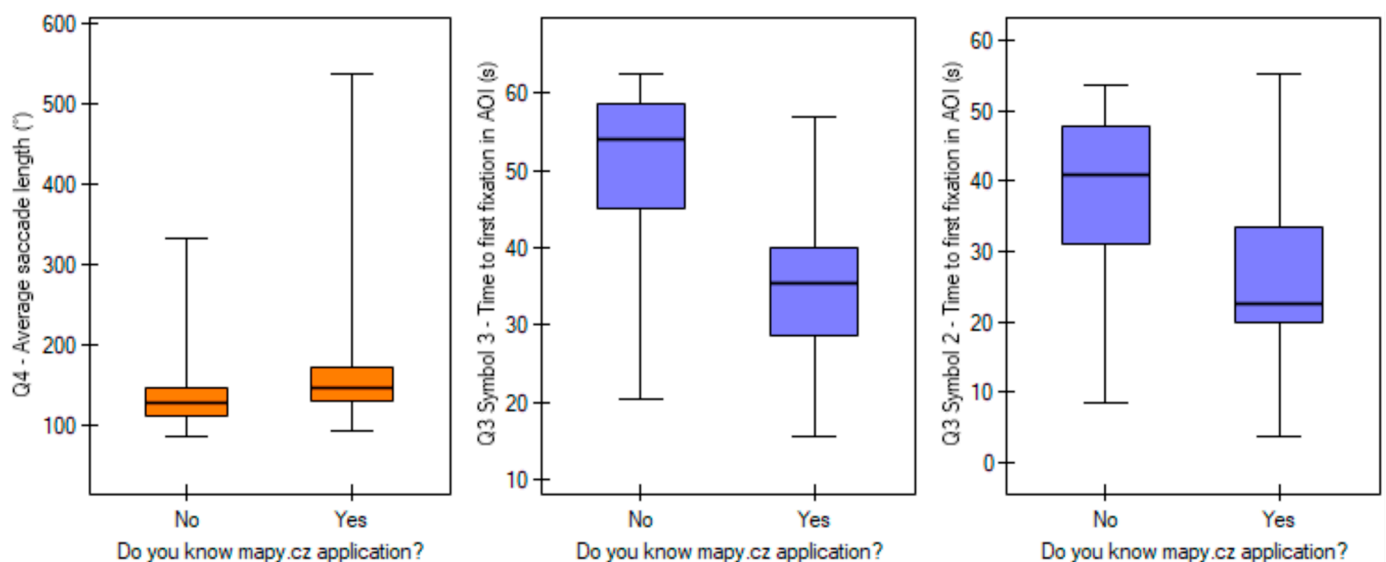 Q4 - Average saccade length (°)
600
500
400
300
200
100
No
Yes
Do you know mapy.cz application?
Q3 Symbol 3 - Time to first fixation in AOI (s)
60
50
40
30
20
10
No
Yes
Do you know mapy.cz application?
Q3 Symbol 2 - Time to first fixation in AOI (s)
60
50
40
30
20
10
0
No
Yes
Do you know mapy.cz application?